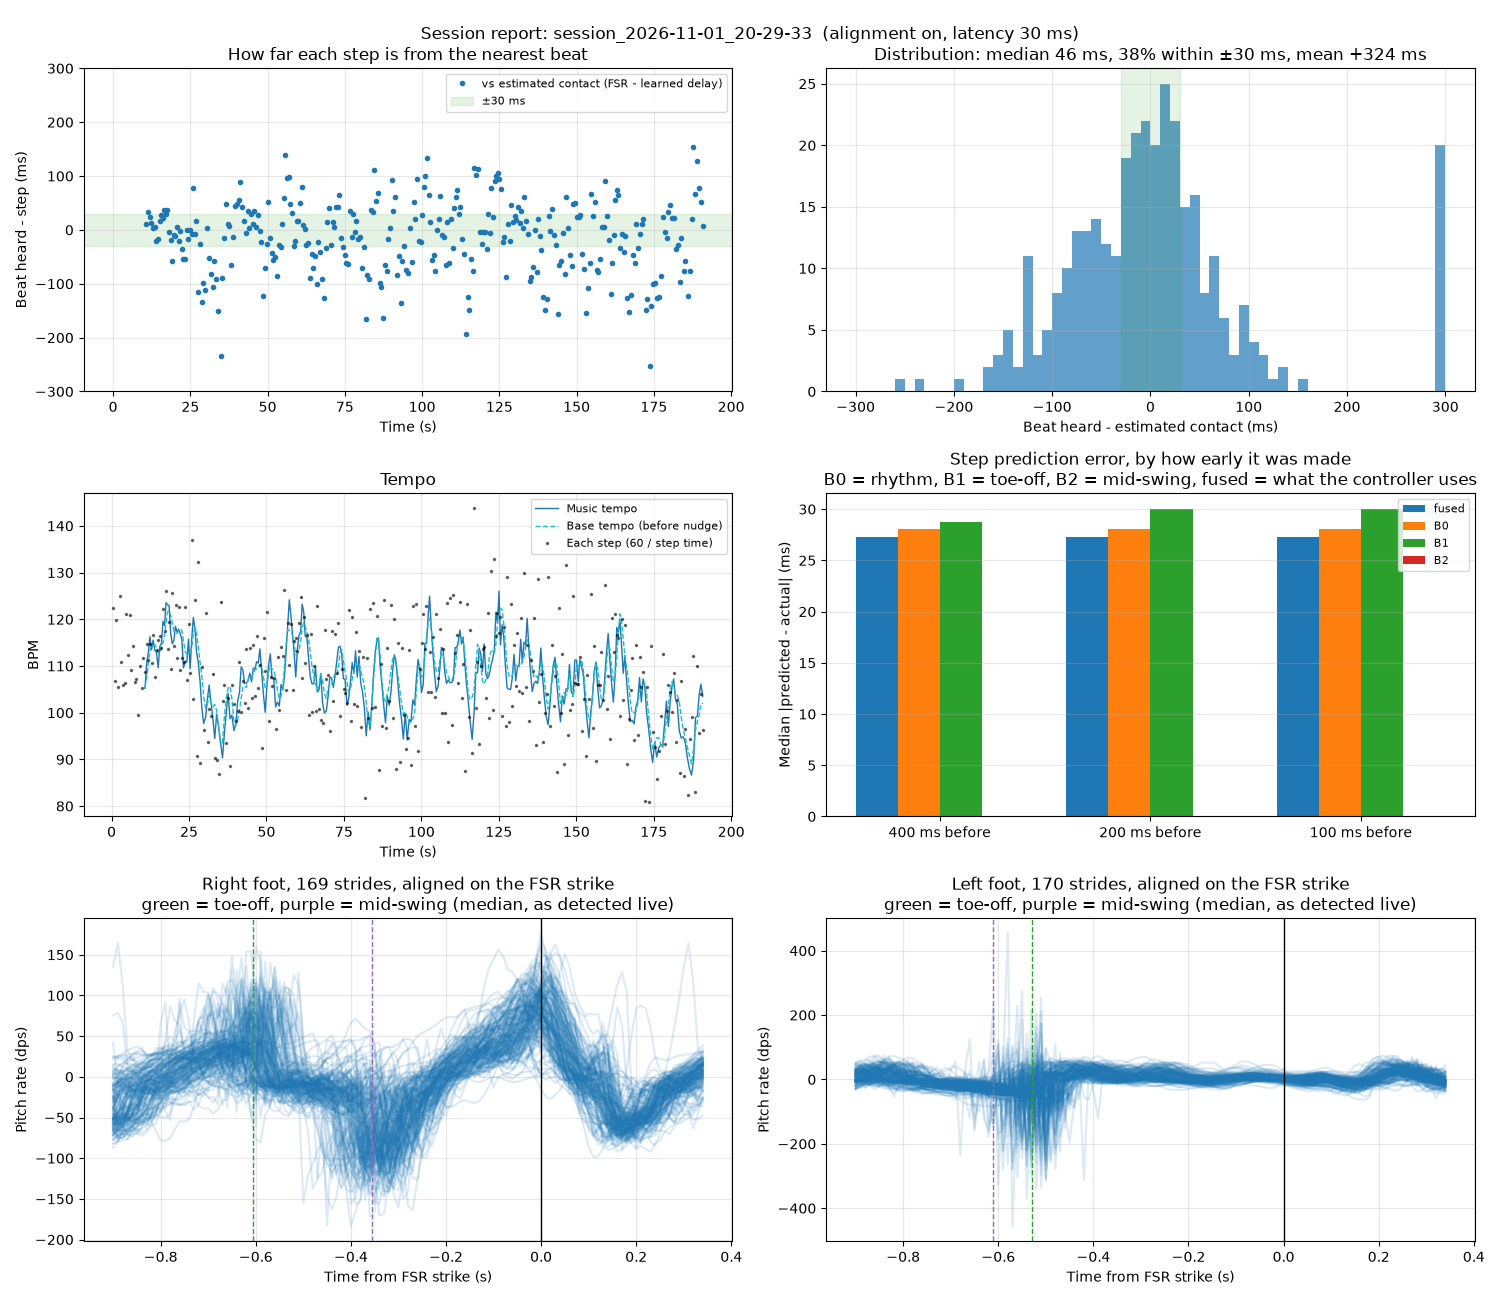 Session report: session_2026-11-01_20-29-33  (alignment on, latency 30 ms)
How far each step is from the nearest beat
300
200
100
0
−100
−200
−300
Beat heard - step (ms)
vs estimated contact (FSR - learned delay)
±30 ms
0 25 50 75 100 125 150 175 200
Time (s)
Distribution: median 46 ms, 38% within ±30 ms, mean +324 ms
25
20
15
10
5
0
−300 −200 −100 0 100 200 300
Beat heard - estimated contact (ms)
Tempo
140
130
120
110
100
90
80
BPM
Music tempo
Base tempo (before nudge)
Each step (60 / step time)
0 25 50 75 100 125 150 175 200
Time (s)
Step prediction error, by how early it was made
B0 = rhythm, B1 = toe-off, B2 = mid-swing, fused = what the controller uses
30
25
20
15
10
5
0
Median |predicted - actual| (ms)
fused
B0
B1
B2
400 ms before 200 ms before 100 ms before
Right foot, 169 strides, aligned on the FSR strike
green = toe-off, purple = mid-swing (median, as detected live)
150
100
50
0
−50
−100
−150
−200
Pitch rate (dps)
−0.8 −0.6 −0.4 −0.2 0.0 0.2 0.4
Time from FSR strike (s)
Left foot, 170 strides, aligned on the FSR strike
green = toe-off, purple = mid-swing (median, as detected live)
400
200
0
−200
−400
Pitch rate (dps)
−0.8 −0.6 −0.4 −0.2 0.0 0.2 0.4
Time from FSR strike (s)